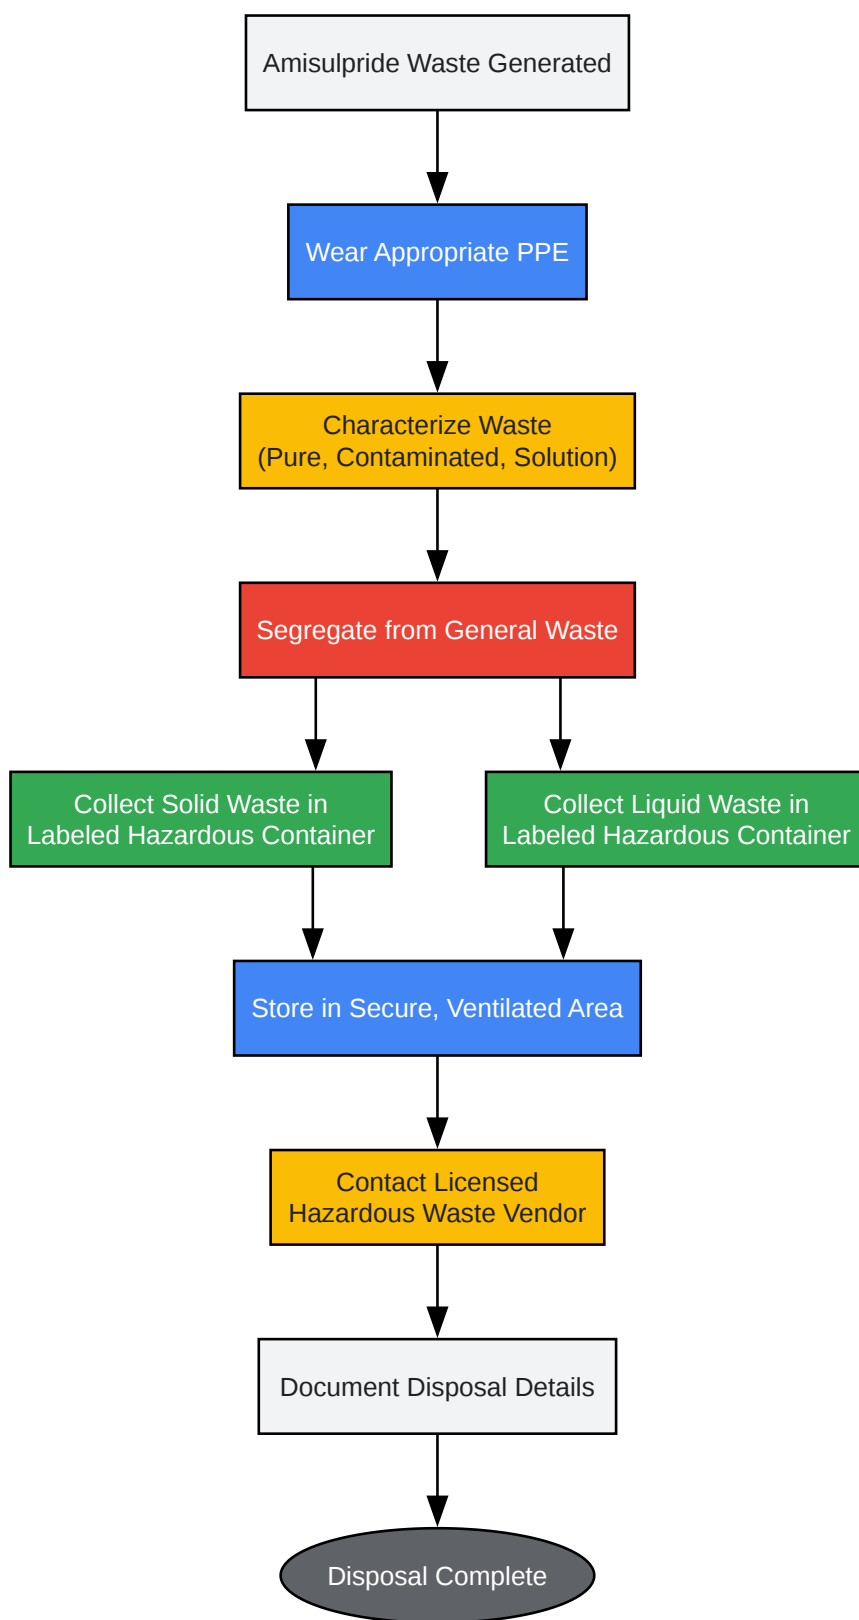 Amisulpride Waste Generated
Wear Appropriate PPE
Characterize Waste
(Pure, Contaminated, Solution)
Segregate from General Waste
Collect Solid Waste in
Labeled Hazardous Container
Collect Liquid Waste in
Labeled Hazardous Container
Store in Secure, Ventilated Area
Contact Licensed
Hazardous Waste Vendor
Document Disposal Details
Disposal Complete